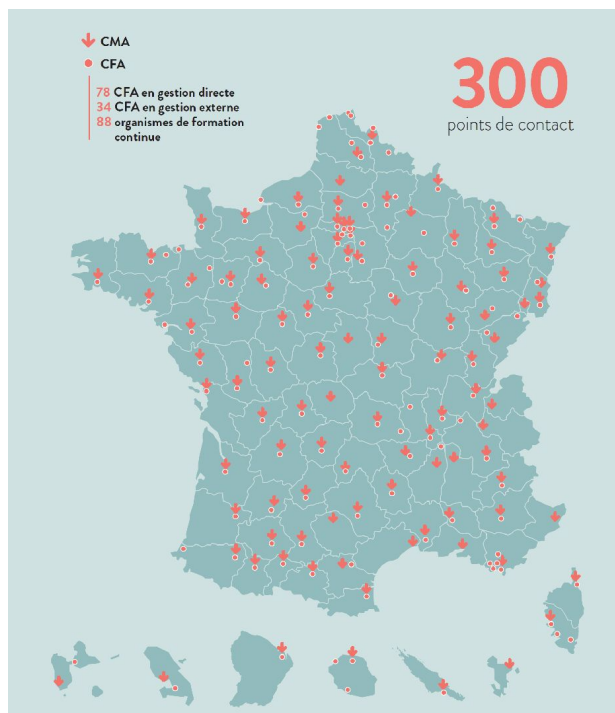 CMA
CFA
78 CFA en gestion directe
34 CFA en gestion externe
88 organismes de formation
continue
300
points de contact